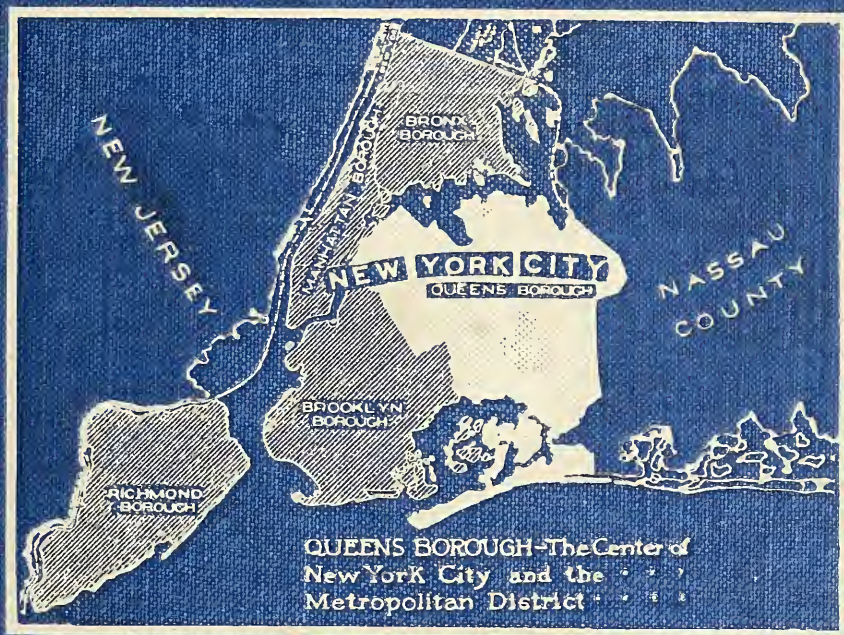 NEW JERSEY
MANHATTAN BOROUGH
BRONX
BOROUGH
NEW YORK CITY
QUEENS BOROUGH
NASSAU
COUNTY
BROOKLYN
BOROUGH
RICHMOND
BOROUGH
QUEENS BOROUGH-The Center of
New York City and the
Metropolitan District